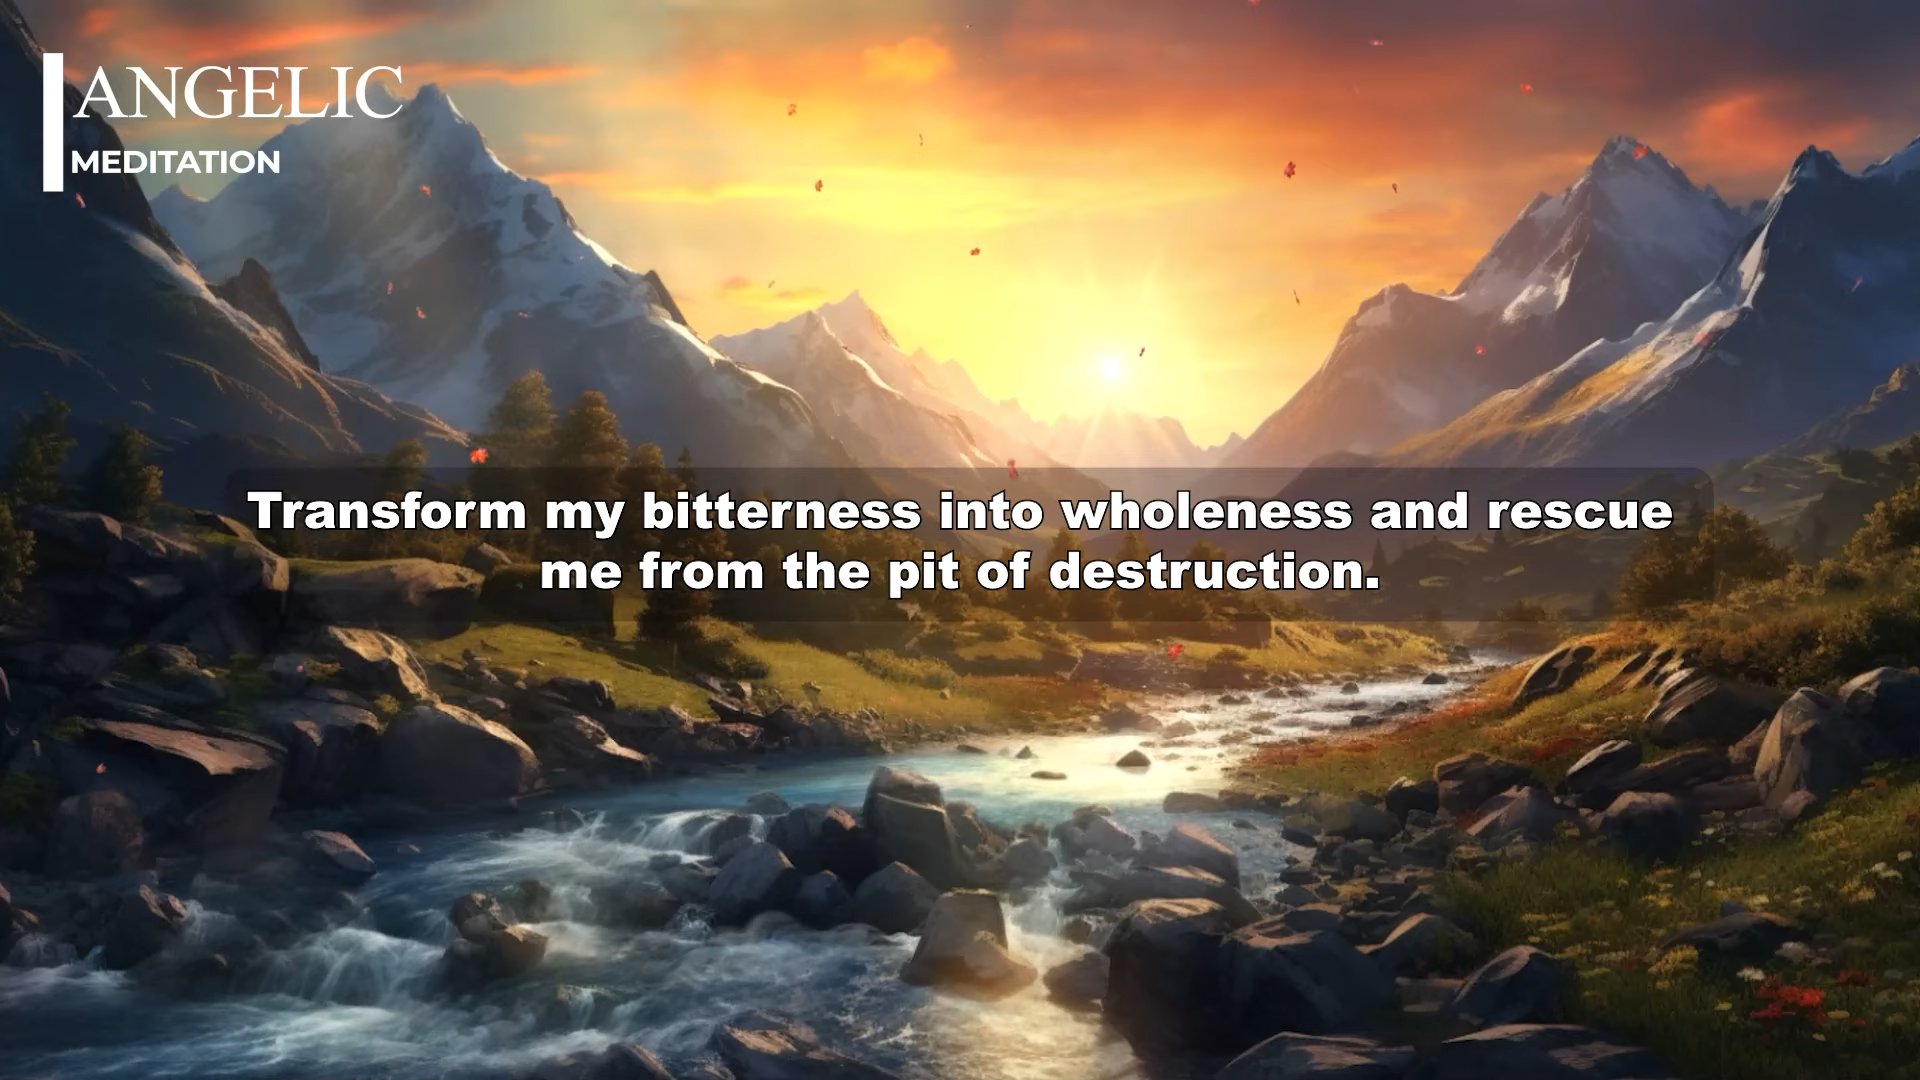 ANGELIC
MEDITATION
Transform my bitterness into wholeness and rescue
me from the pit of destruction.